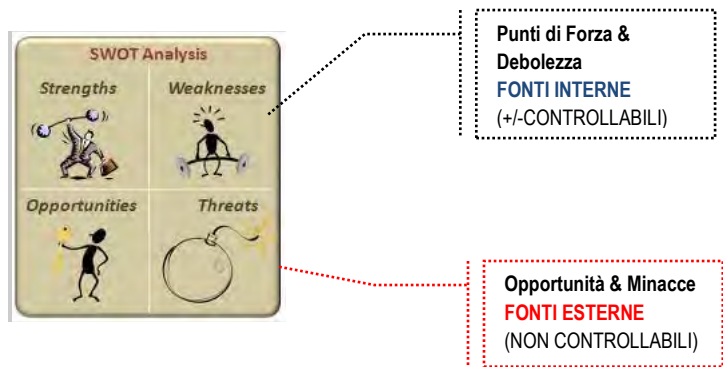 SWOT Analysis
Strengths
Weaknesses
Opportunities
Threats
Punti di Forza &
Debolezza
FONTI INTERNE
(+/-CONTROLLABILI)
Opportunità & Minacce
FONTI ESTERNE
(NON CONTROLLABILI)